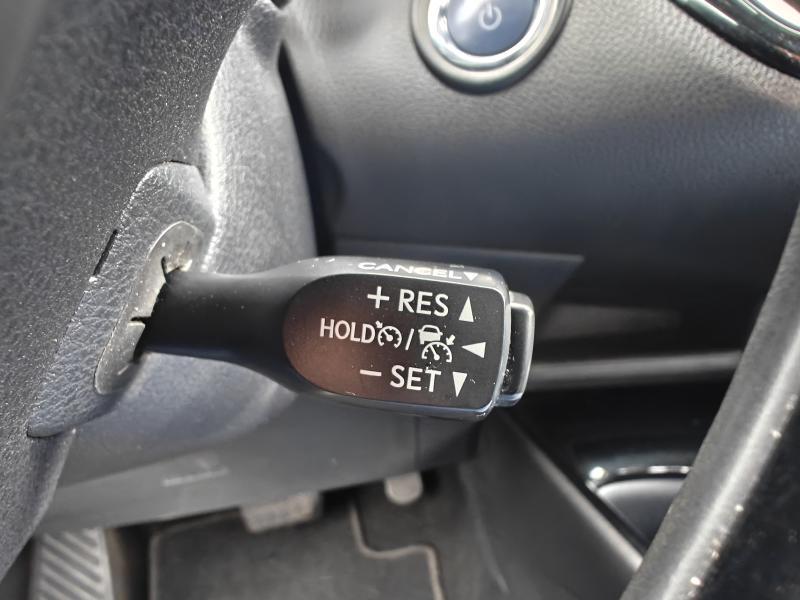 CANCEL▼
+ RES ▲
HOLD / ◀
− SET ▼